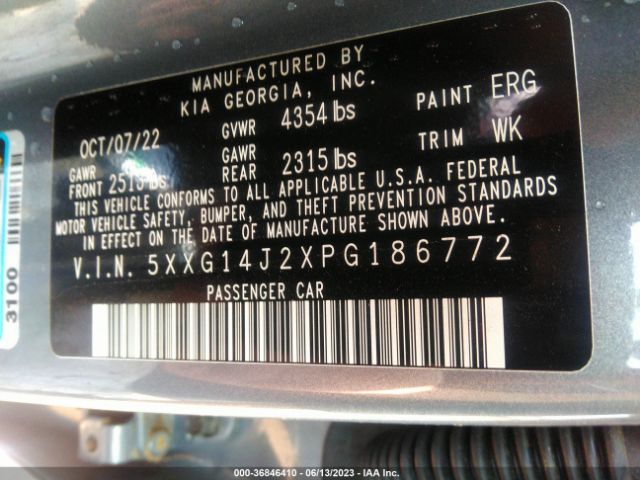 MANUFACTURED BY
KIA GEORGIA, INC.
OCT/07/22 GVWR 4354 lbs PAINT ERG
GAWR FRONT lbs GAWR REAR 2315 lbs TRIM WK
THIS VEHICLE CONFORMS TO ALL APPLICABLE U.S.A. FEDERAL
MOTOR VEHICLE SAFETY, BUMPER, AND THEFT PREVENTION STANDARDS
IN EFFECT ON THE DATE OF MANUFACTURE SHOWN ABOVE.
V.I.N. 5XXG14J2XPG186772
PASSENGER CAR
3100
000-36846410 - 06/13/2023 - IAA Inc.